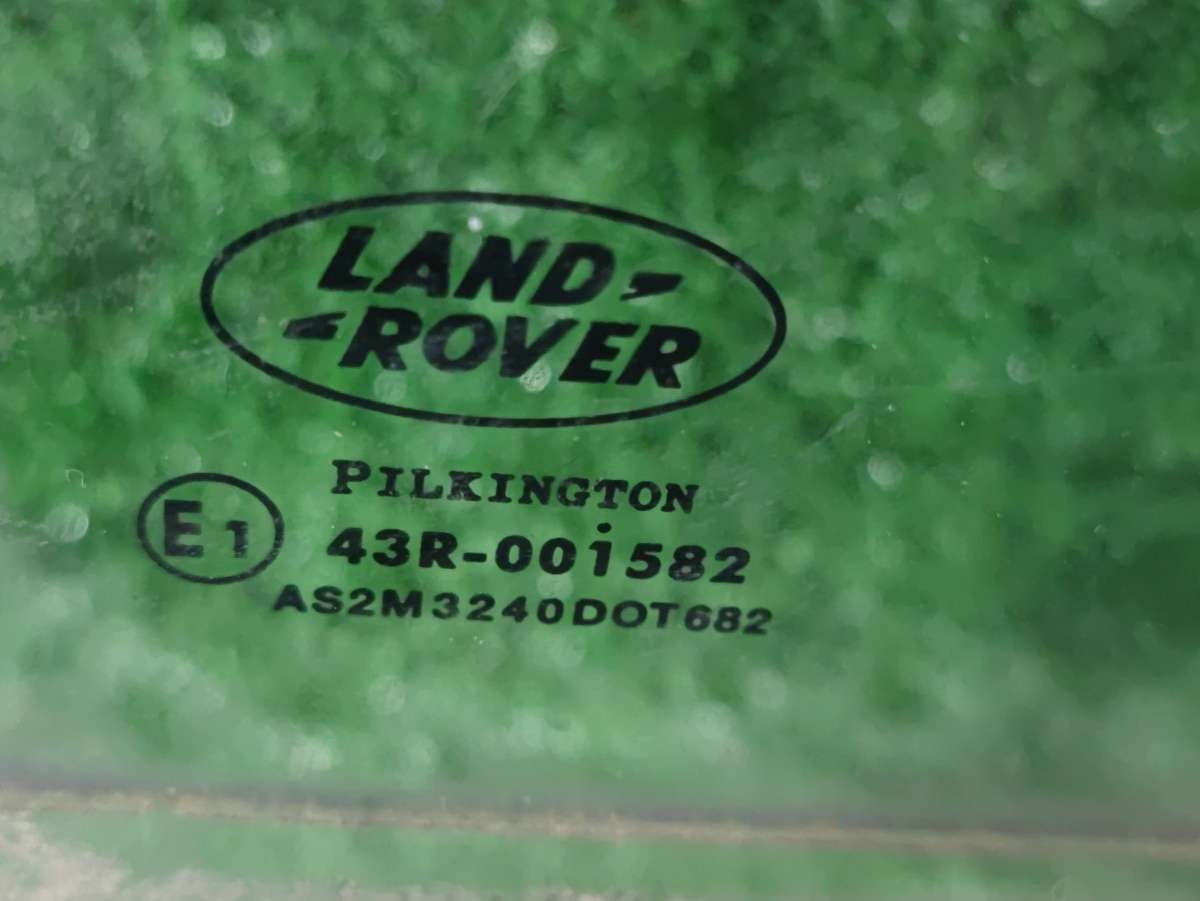 LAND
ROVER
PILKINGTON
E1
43R-001582
AS2M3240DOT682